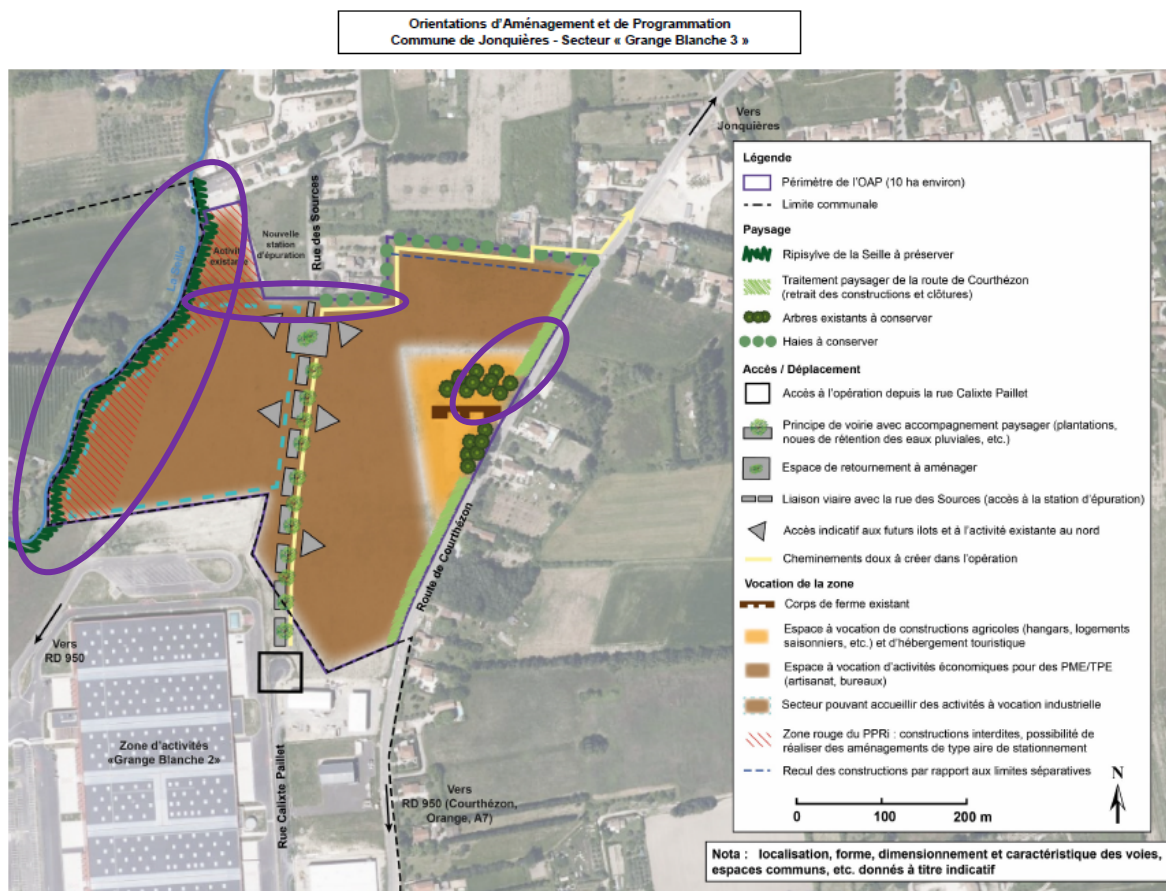 Orientations d'Aménagement et de Programmation
Commune de Jonquières - Secteur « Grange Blanche 3 »
Vers
Jonquières
Rue des Sources
Nouvelle
station
d'épuration
Activité
existante
La Seille
Route de Courthézon
Vers
RD 950
Zone d'activités
«Grange Blanche 2»
Rue Calixte Paillet
Vers
RD 950 (Courthézon,
Orange, A7)
Légende
Périmètre de l'OAP (10 ha environ)
Limite communale
Paysage
Ripisylve de la Seille à préserver
Traitement paysager de la route de Courthézon
(retrait des constructions et clôtures)
Arbres existants à conserver
Haies à conserver
Accès / Déplacement
Accès à l'opération depuis la rue Calixte Paillet
Principe de voirie avec accompagnement paysager (plantations,
noues de rétention des eaux pluviales, etc.)
Espace de retournement à aménager
Liaison viaire avec la rue des Sources (accès à la station d'épuration)
Accès indicatif aux futurs ilots et à l'activité existante au nord
Cheminements doux à créer dans l'opération
Vocation de la zone
Corps de ferme existant
Espace à vocation de constructions agricoles (hangars, logements
saisonniers, etc.) et d'hébergement touristique
Espace à vocation d'activités économiques pour des PME/TPE
(artisanat, bureaux)
Secteur pouvant accueillir des activités à vocation industrielle
Zone rouge du PPRi : constructions interdites, possibilité de
réaliser des aménagements de type aire de stationnement
Recul des constructions par rapport aux limites séparatives
N
0 100 200 m
Nota : localisation, forme, dimensionnement et caractéristique des voies,
espaces communs, etc. donnés à titre indicatif